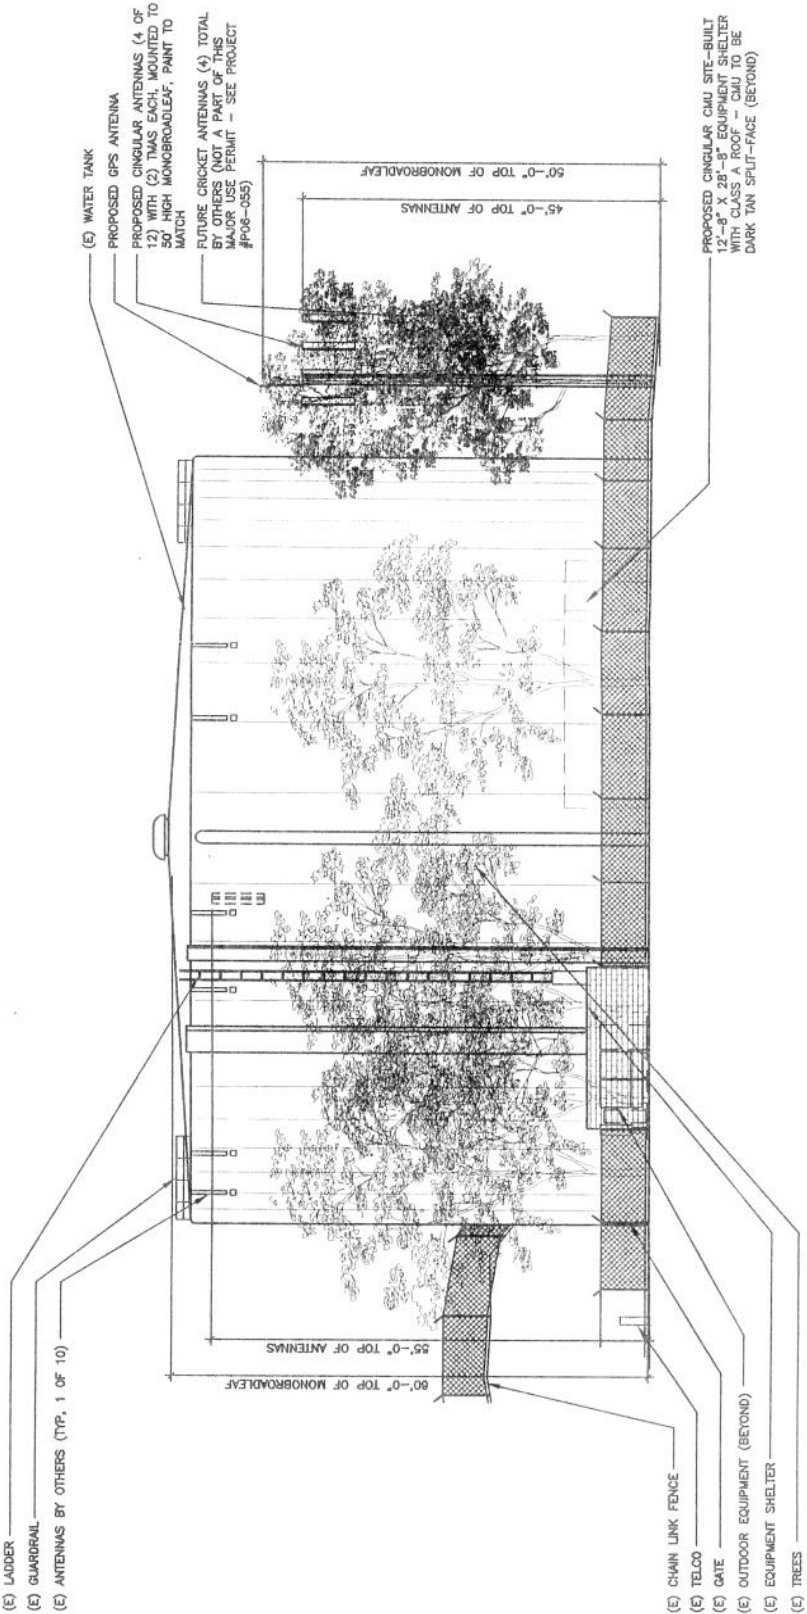 (E) LADDER
(E) GUARDRAIL
(E) ANTENNAS BY OTHERS (TYP, 1 OF 10)
(E) WATER TANK
PROPOSED GPS ANTENNA
PROPOSED CINGULAR ANTENNAS (4 OF
12) WITH (2) TMAS EACH, MOUNTED TO
50' HIGH MONOBROADLEAF, PAINT TO
MATCH
FUTURE CRICKET ANTENNAS (4) TOTAL
BY OTHERS (NOT A PART OF THIS
MAJOR USE PERMIT – SEE PROJECT
#P06-055)
60'-0" TOP OF MONOBROADLEAF
55'-0" TOP OF ANTENNAS
50'-0" TOP OF MONOBROADLEAF
45'-0" TOP OF ANTENNAS
(E) CHAIN LINK FENCE
(E) TELCO
(E) GATE
(E) OUTDOOR EQUIPMENT (BEYOND)
(E) EQUIPMENT SHELTER
(E) TREES
PROPOSED CINGULAR CMU SITE-BUILT
12'-8" X 28'-8" EQUIPMENT SHELTER
WITH CLASS A ROOF – CMU TO BE
DARK TAN SPLIT-FACE (BEYOND)